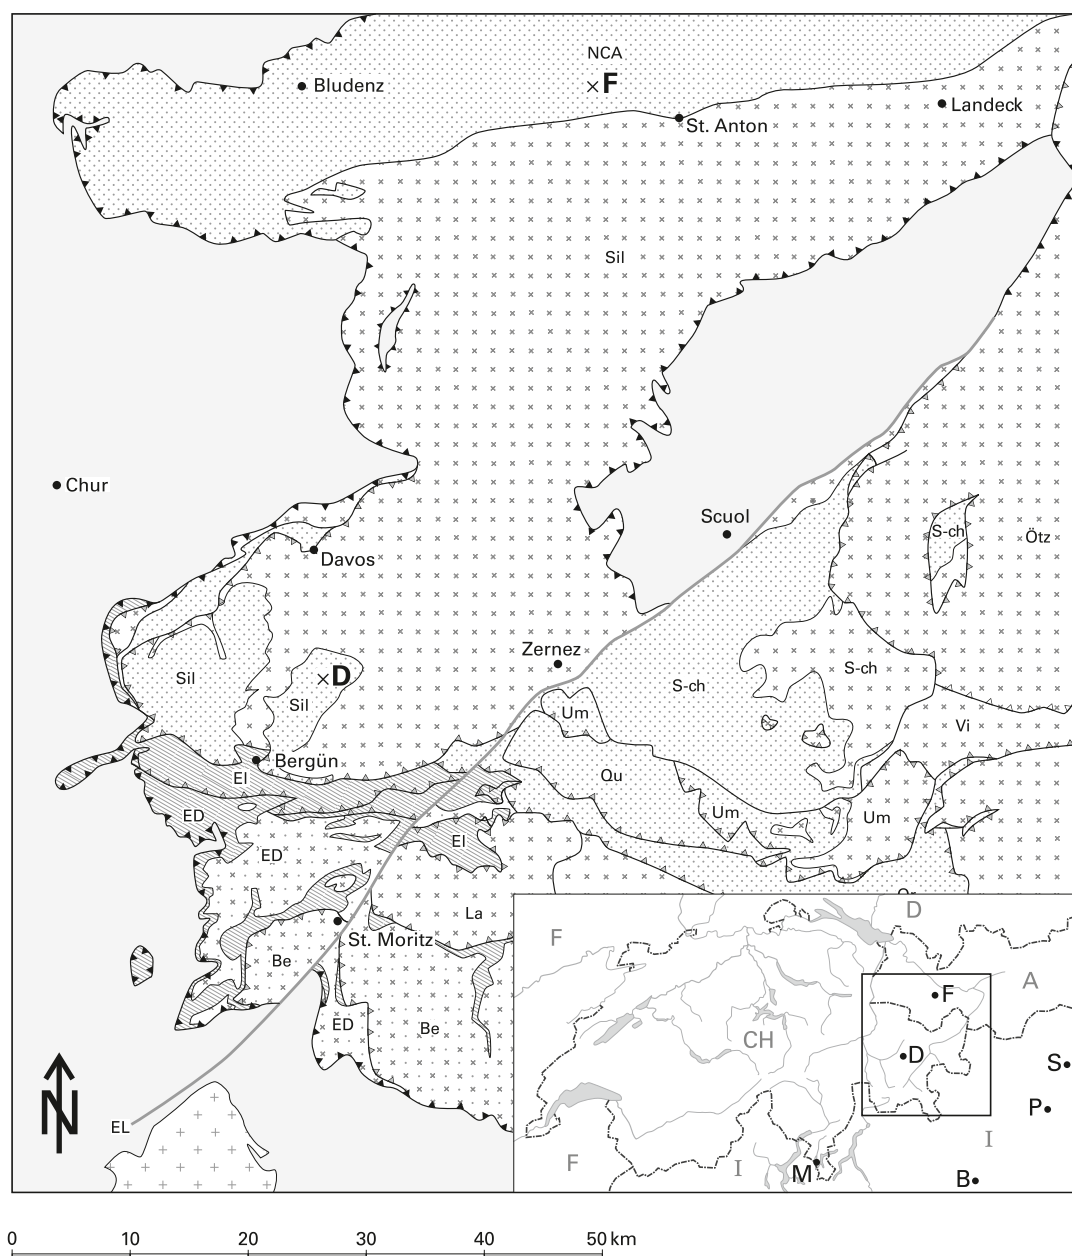 NCA
F
Bludenz
Landeck
St. Anton
Sil
Chur
Scuol
S-ch
Ötz
Davos
Zernez
Sil
D
S-ch
S-ch
Sil
Um
Vi
Bergün
El
Qu
Um
Um
ED
El
ED
La
St. Moritz
Be
ED
Be
EL
N
D
F
A
F
CH
D
S
P
I
F
I
M
B
0 10 20 30 40 50 km